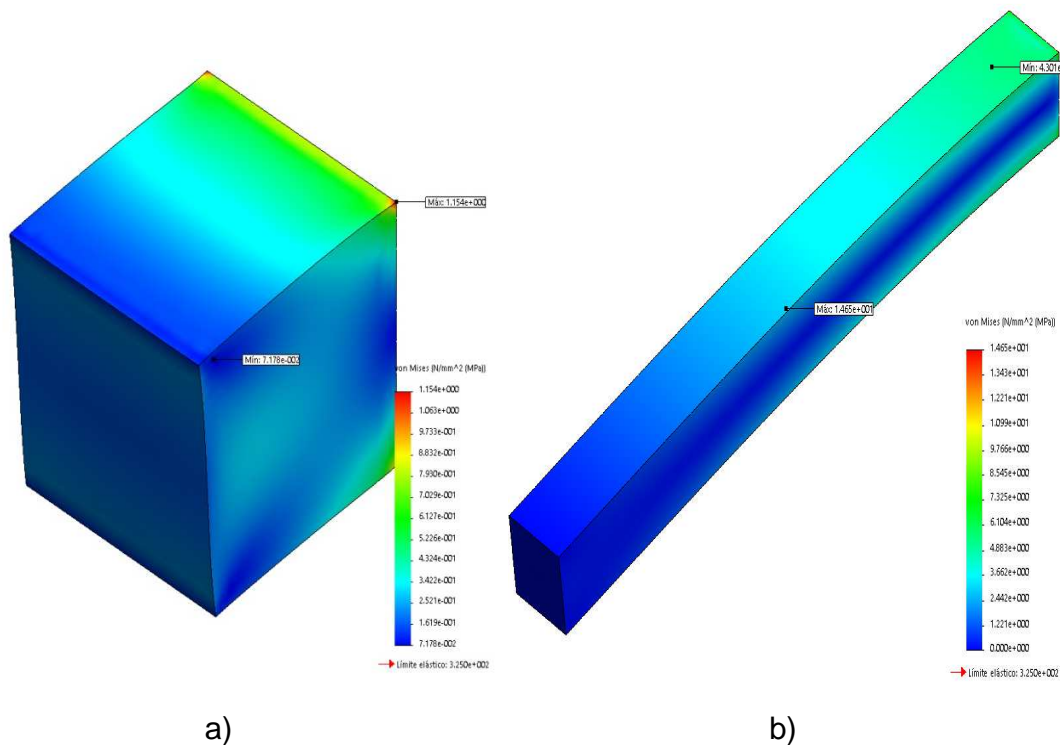 Máx: 1.154e+000
Mín: 7.178e-002
von Mises (N/mm^2 (MPa))
1.154e+000
1.063e+000
9.733e-001
8.832e-001
7.930e-001
7.029e-001
6.127e-001
5.226e-001
4.324e-001
3.422e-001
2.521e-001
1.619e-001
7.178e-002
Límite elástico: 3.250e+002
a)
Mín: 4.301e
Máx: 1.465e+001
von Mises (N/mm^2 (MPa))
1.465e+001
1.343e+001
1.221e+001
1.099e+001
9.766e+000
8.545e+000
7.325e+000
6.104e+000
4.883e+000
3.662e+000
2.442e+000
1.221e+000
0.000e+000
Límite elástico: 3.250e+002
b)